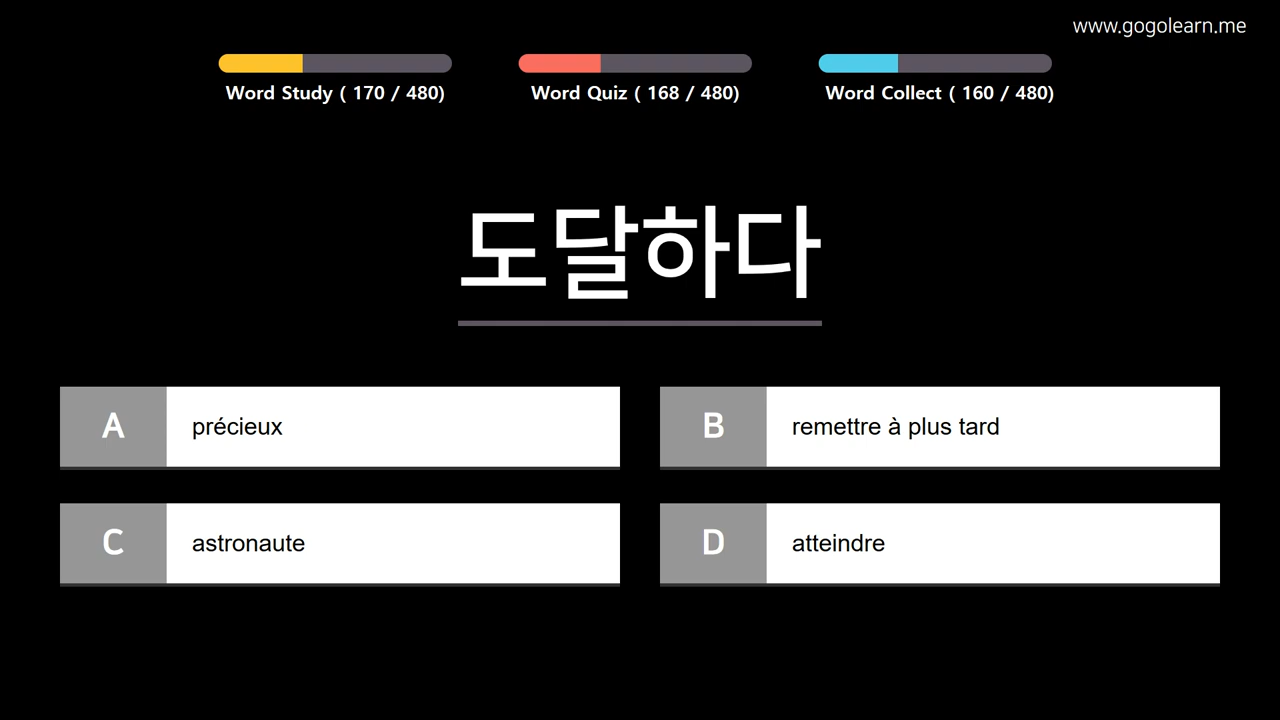 www.gogolearn.me
Word Study ( 170 / 480)
Word Quiz ( 168 / 480)
Word Collect ( 160 / 480)
도달하다
A précieux
B remettre à plus tard
C astronaute
D atteindre